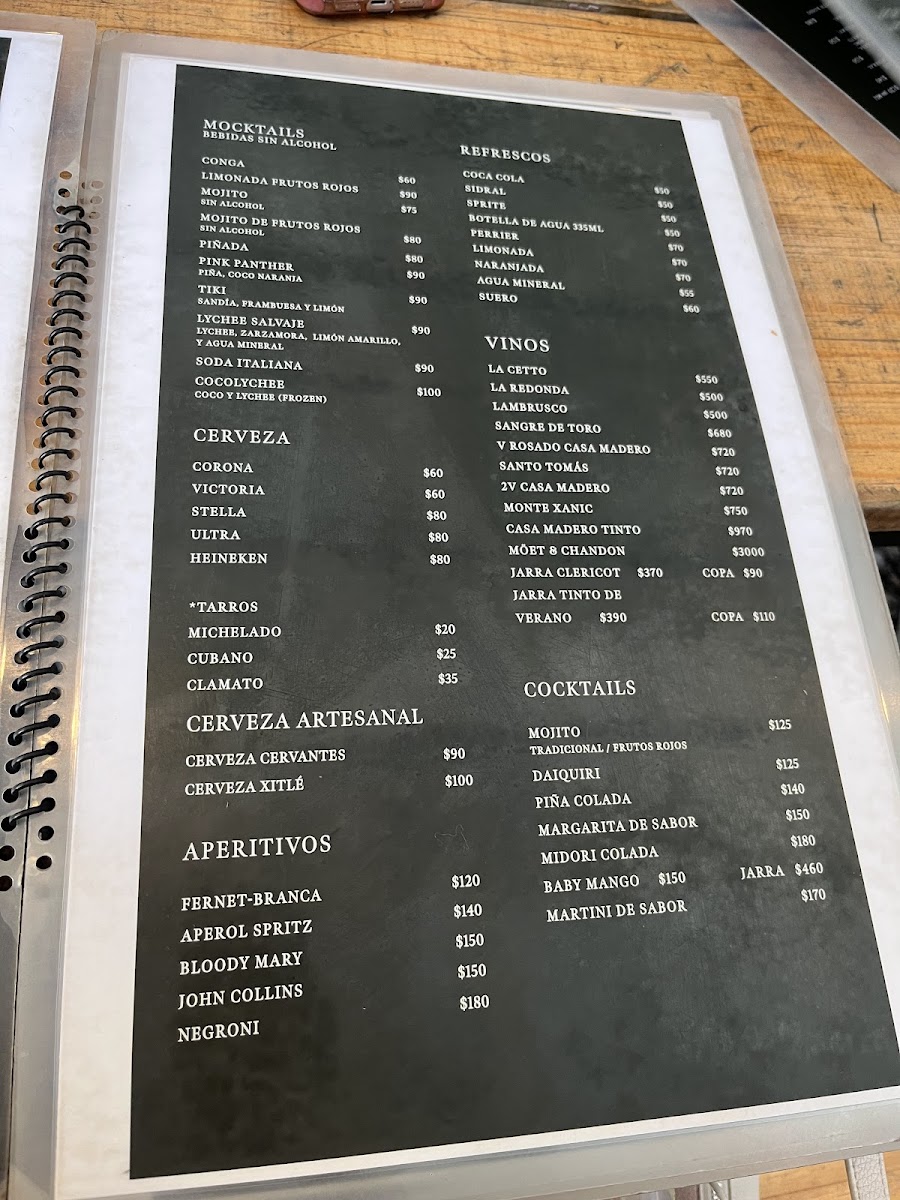 MOCKTAILS
BEBIDAS SIN ALCOHOL
CONGA $60
LIMONADA FRUTOS ROJOS $90
MOJITO $75
SIN ALCOHOL
MOJITO DE FRUTOS ROJOS $80
SIN ALCOHOL
PIÑADA $80
PINK PANTHER $90
PIÑA, COCO NARANJA
TIKI $90
SANDÍA, FRAMBUESA Y LIMÓN
LYCHEE SALVAJE $90
LYCHEE, ZARZAMORA, LIMÓN AMARILLO,
Y AGUA MINERAL
SODA ITALIANA $90
COCOLYCHEE $100
COCO Y LYCHEE (FROZEN)
CERVEZA
CORONA $60
VICTORIA $60
STELLA $80
ULTRA $80
HEINEKEN $80
*TARROS
MICHELADO $20
CUBANO $25
CLAMATO $35
CERVEZA ARTESANAL
CERVEZA CERVANTES $90
CERVEZA XITLÉ $100
APERITIVOS
FERNET-BRANCA $120
APEROL SPRITZ $140
BLOODY MARY $150
JOHN COLLINS $150
NEGRONI $180
REFRESCOS
COCA COLA $50
SIDRAL $50
SPRITE $50
BOTELLA DE AGUA 335ML $50
PERRIER $70
LIMONADA $70
NARANJADA $70
AGUA MINERAL $55
SUERO $60
VINOS
LA CETTO $550
LA REDONDA $500
LAMBRUSCO $500
SANGRE DE TORO $680
V ROSADO CASA MADERO $720
SANTO TOMÁS $720
2V CASA MADERO $720
MONTE XANIC $750
CASA MADERO TINTO $970
MÖET & CHANDON $3000
JARRA CLERICOT $370 COPA $90
JARRA TINTO DE
VERANO $390 COPA $110
COCKTAILS
MOJITO $125
TRADICIONAL / FRUTOS ROJOS
DAIQUIRI $125
PIÑA COLADA $140
MARGARITA DE SABOR $150
MIDORI COLADA $180
BABY MANGO $150 JARRA $460
MARTINI DE SABOR $170